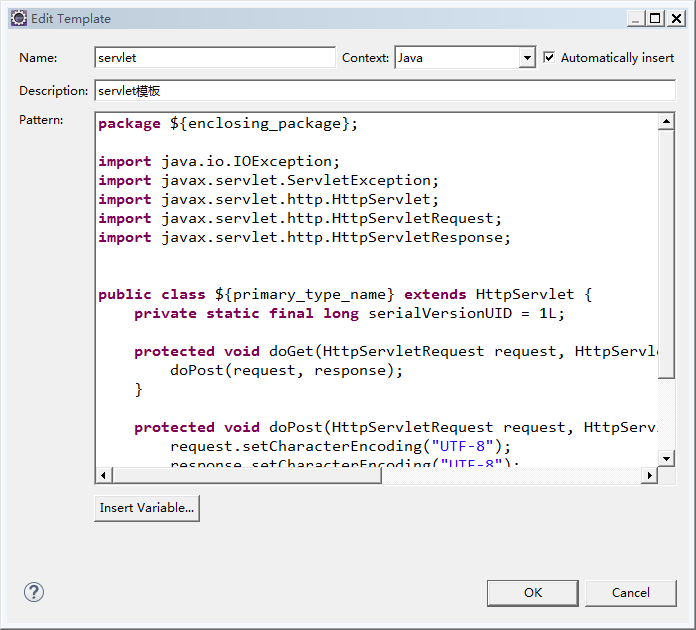 Edit Template
Name: servlet Context: Java Automatically insert
Description: servlet模板
Pattern:
package ${enclosing_package};
import java.io.IOException;
import javax.servlet.ServletException;
import javax.servlet.http.HttpServlet;
import javax.servlet.http.HttpServletRequest;
import javax.servlet.http.HttpServletResponse;
public class ${primary_type_name} extends HttpServlet {
private static final long serialVersionUID = 1L;
protected void doGet(HttpServletRequest request, HttpServle
doPost(request, response);
}
protected void doPost(HttpServletRequest request, HttpServ
request.setCharacterEncoding("UTF-8");
response.setCharacterEncoding("UTF-8");
Insert Variable...
?
OK Cancel